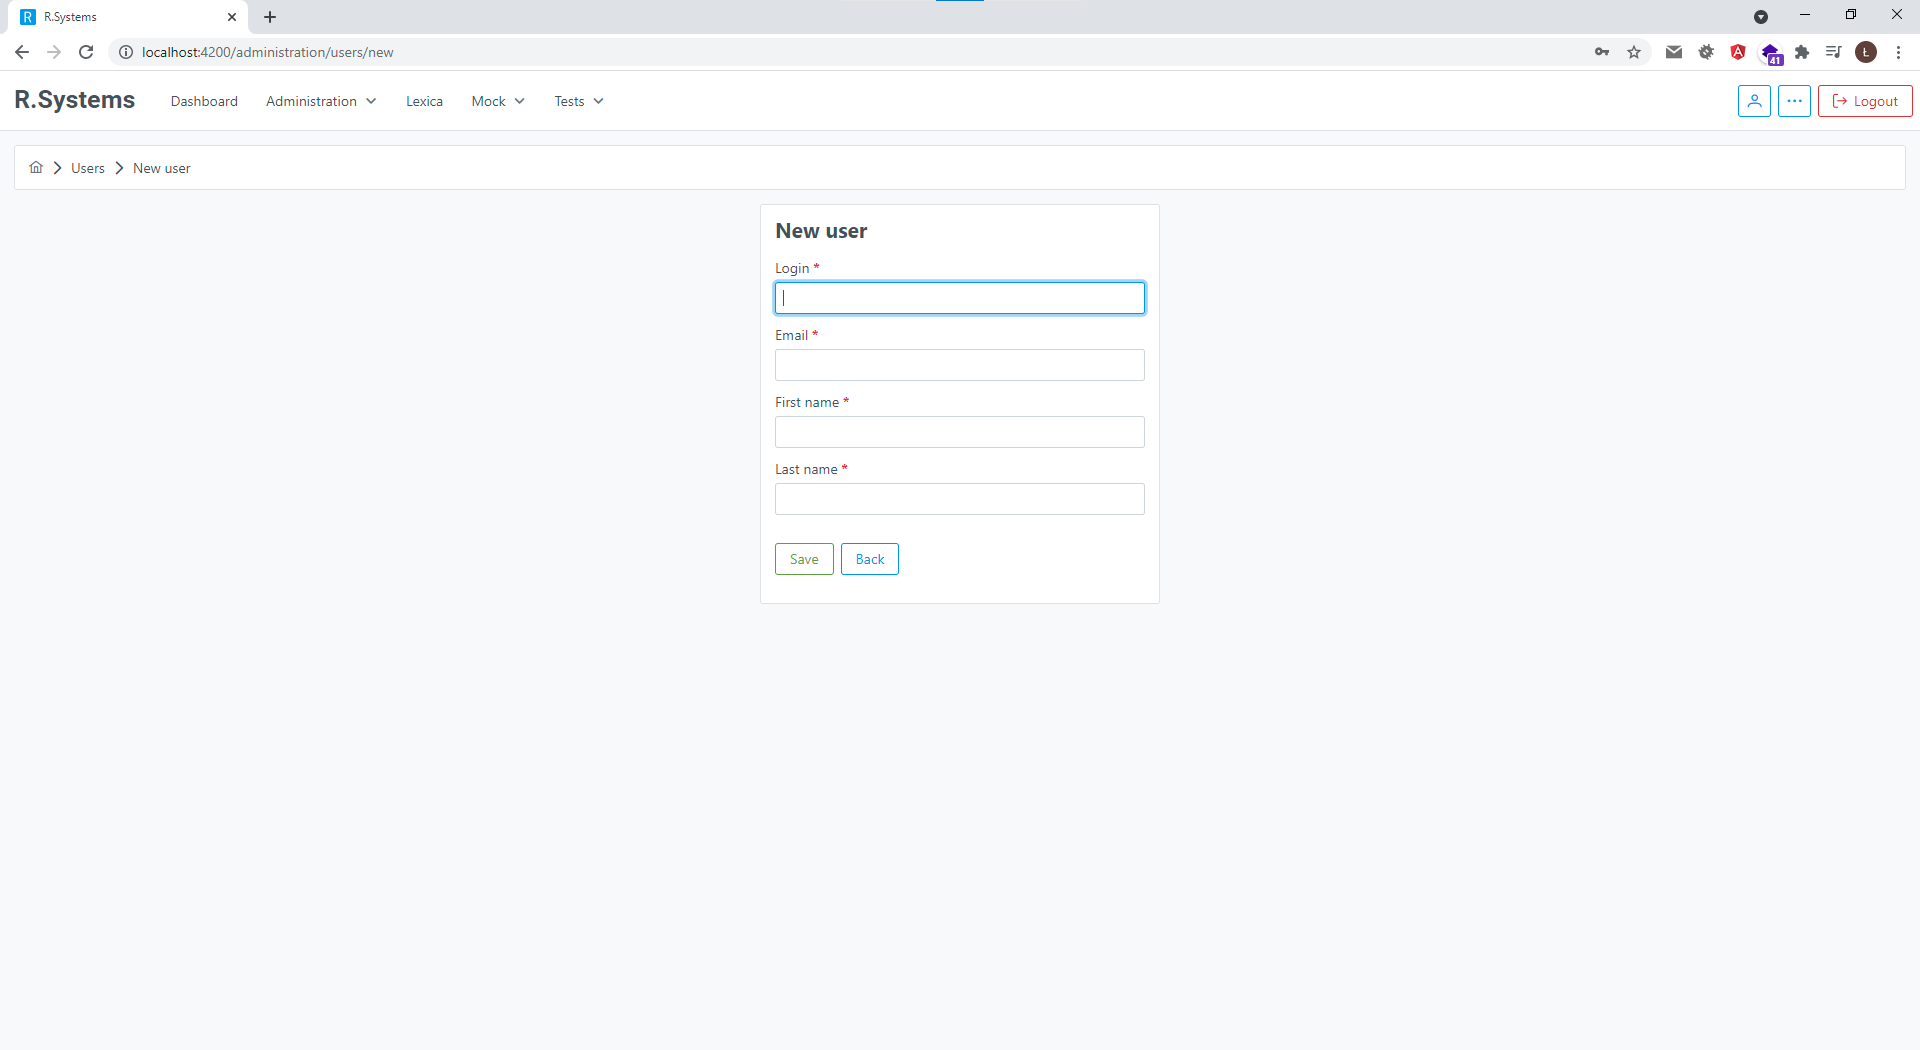 R R.Systems
localhost:4200/administration/users/new
41
Ł
R.Systems Dashboard Administration Lexica Mock Tests Logout
Users New user
New user
Login *
Email *
First name *
Last name *
Save Back